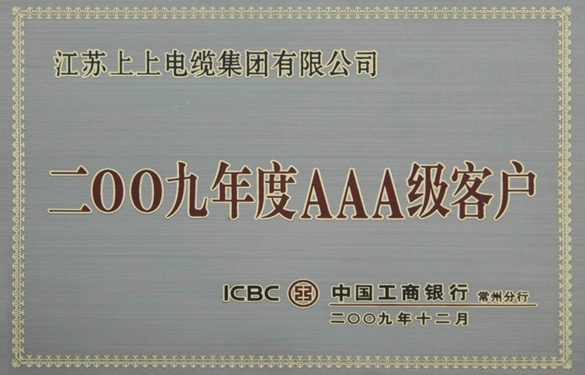 江苏上上电缆集团有限公司
二OO九年度AAA级客户
ICBC 中国工商银行 常州分行
二〇〇九年十二月